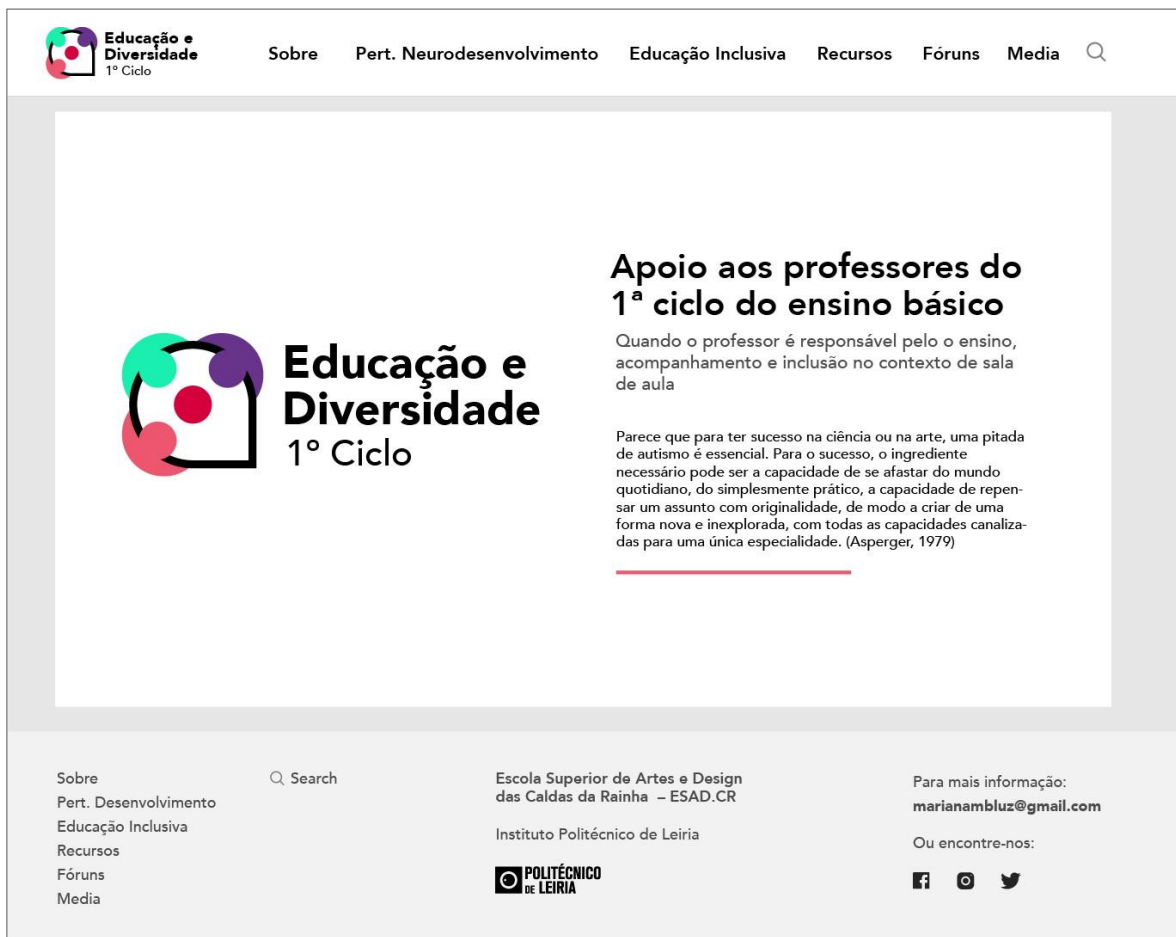 Educação e
Diversidade
1º Ciclo
Sobre
Pert. Neurodesenvolvimento
Educação Inclusiva
Recursos
Fóruns
Media
Educação e
Diversidade
1º Ciclo
Apoio aos professores do
1ª ciclo do ensino básico
Quando o professor é responsável pelo o ensino,
acompanhamento e inclusão no contexto de sala
de aula
Parece que para ter sucesso na ciência ou na arte, uma pitada
de autismo é essencial. Para o sucesso, o ingrediente
necessário pode ser a capacidade de se afastar do mundo
quotidiano, do simplesmente prático, a capacidade de repen-
sar um assunto com originalidade, de modo a criar de uma
forma nova e inexplorada, com todas as capacidades canaliza-
das para uma única especialidade. (Asperger, 1979)
Sobre
Pert. Desenvolvimento
Educação Inclusiva
Recursos
Fóruns
Media
Search
Escola Superior de Artes e Design
das Caldas da Rainha – ESAD.CR
Instituto Politécnico de Leiria
POLITÉCNICO
DE LEIRIA
Para mais informação:
marianambluz@gmail.com
Ou encontre-nos: